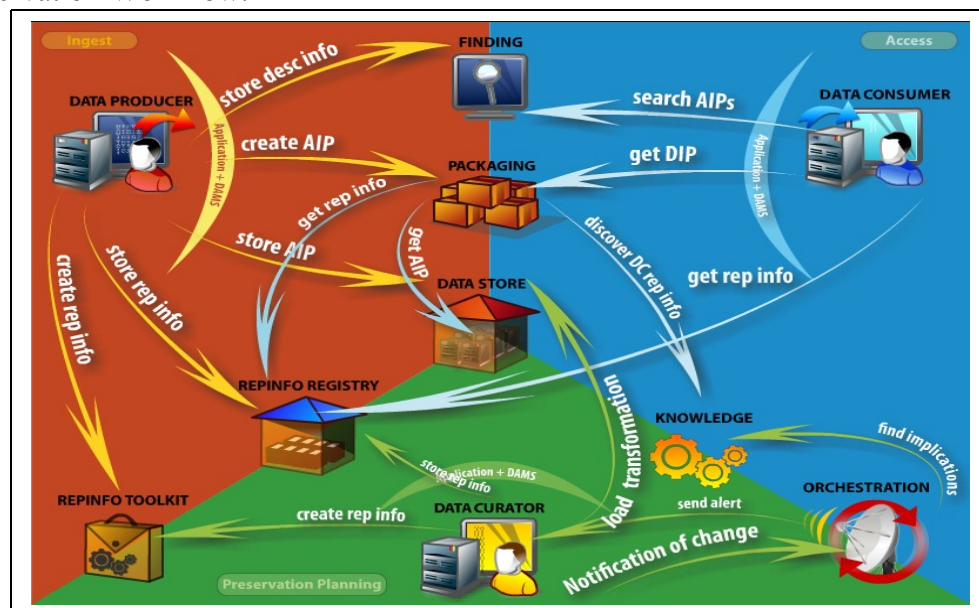 Ingest
FINDING
Access
store desc info
DATA PRODUCER
search AIPs
DATA CONSUMER
Application + DAMS
create AIP
PACKAGING
get DIP
Application + DAMS
get rep info
store AIP
get AIP
discover DC rep info
get rep info
create rep info
store rep info
DATA STORE
REPINFO REGISTRY
load transformation
KNOWLEDGE
find implications
store rep info
REPINFO TOOLKIT
create rep info
DATA CURATOR
send alert
ORCHESTRATION
Notification of change
Preservation Planning